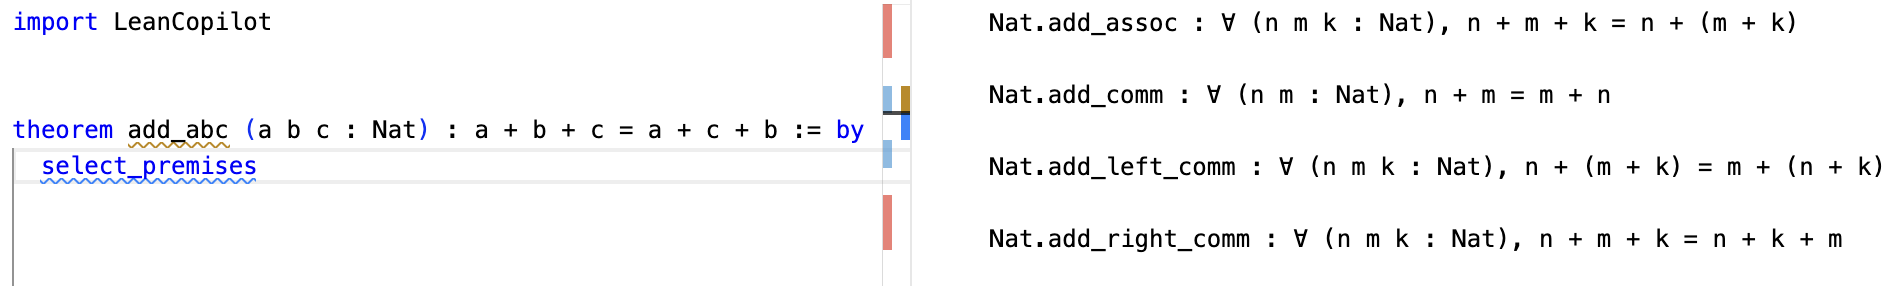 import LeanCopilot
theorem add_abc (a b c : Nat) : a + b + c = a + c + b := by
select_premises
Nat.add_assoc : ∀ (n m k : Nat), n + m + k = n + (m + k)
Nat.add_comm : ∀ (n m : Nat), n + m = m + n
Nat.add_left_comm : ∀ (n m k : Nat), n + (m + k) = m + (n + k)
Nat.add_right_comm : ∀ (n m k : Nat), n + m + k = n + k + m